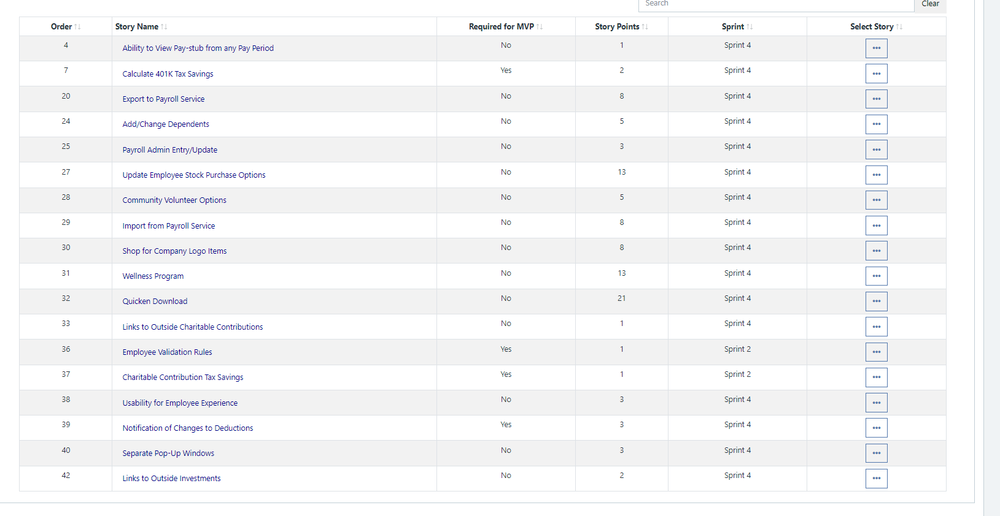 Search Clear
Order Story Name Required for MVP Story Points Sprint Select Story
4 Ability to View Pay-stub from any Pay Period No 1 Sprint 4 •••
7 Calculate 401K Tax Savings Yes 2 Sprint 4 •••
20 Export to Payroll Service No 8 Sprint 4 •••
24 Add/Change Dependents No 5 Sprint 4 •••
25 Payroll Admin Entry/Update No 3 Sprint 4 •••
27 Update Employee Stock Purchase Options No 13 Sprint 4 •••
28 Community Volunteer Options No 5 Sprint 4 •••
29 Import from Payroll Service No 8 Sprint 4 •••
30 Shop for Company Logo Items No 8 Sprint 4 •••
31 Wellness Program No 13 Sprint 4 •••
32 Quicken Download No 21 Sprint 4 •••
33 Links to Outside Charitable Contributions No 1 Sprint 4 •••
36 Employee Validation Rules Yes 1 Sprint 2 •••
37 Charitable Contribution Tax Savings Yes 1 Sprint 2 •••
38 Usability for Employee Experience No 3 Sprint 4 •••
39 Notification of Changes to Deductions Yes 3 Sprint 4 •••
40 Separate Pop-Up Windows No 3 Sprint 4 •••
42 Links to Outside Investments No 2 Sprint 4 •••